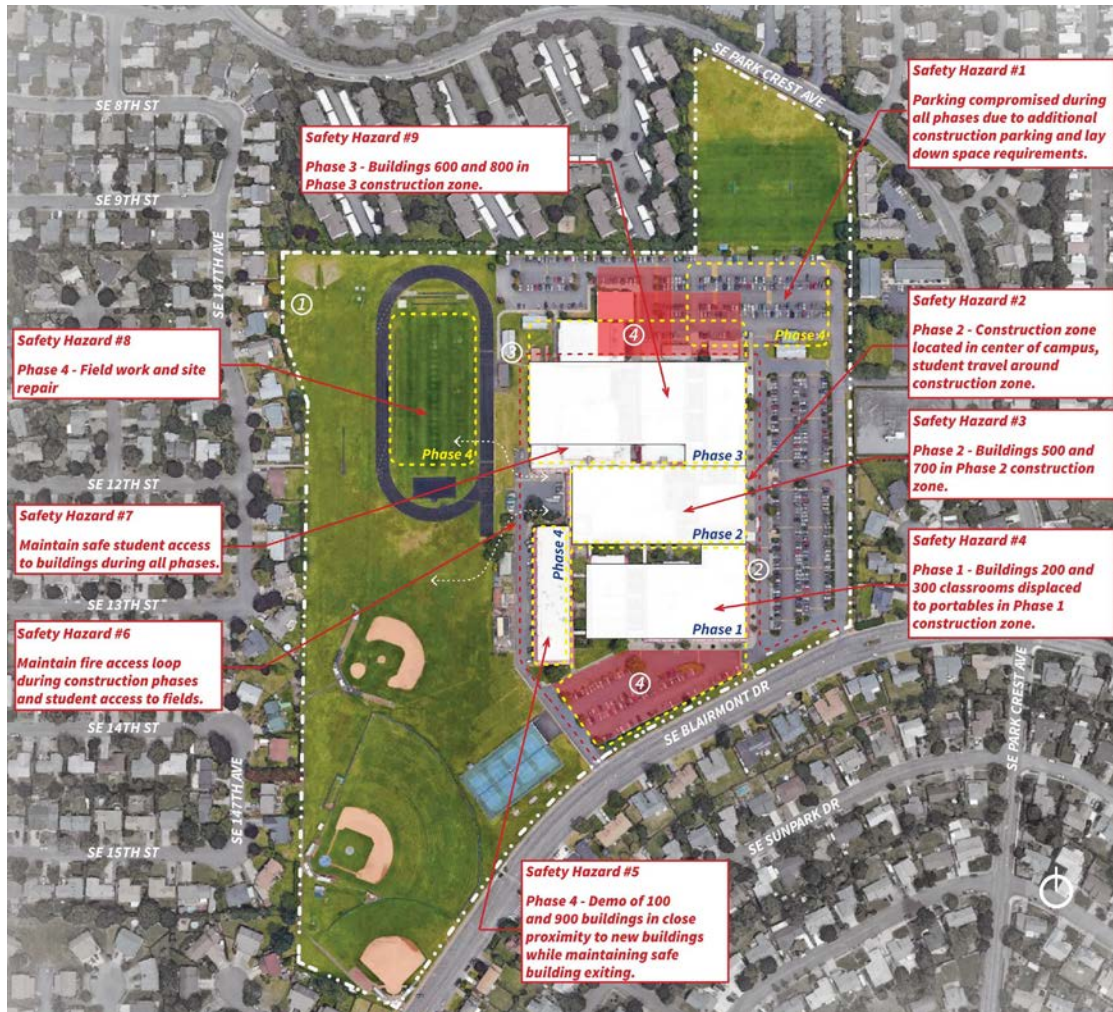 SE PARK CREST AVE
SE 8TH ST
Safety Hazard #1
Parking compromised during
all phases due to additional
construction parking and lay
down space requirements.
Safety Hazard #9
Phase 3 - Buildings 600 and 800 in
Phase 3 construction zone.
SE 9TH ST
SE 147TH AVE
1
Safety Hazard #2
Phase 2 - Construction zone
located in center of campus,
student travel around
construction zone.
Phase 4
4
3
Safety Hazard #8
Phase 4 - Field work and site
repair
Safety Hazard #3
Phase 2 - Buildings 500 and
700 in Phase 2 construction
zone.
Phase 4
Phase 3
SE 12TH ST
Safety Hazard #7
Maintain safe student access
to buildings during all phases.
Phase 2
Phase 4
Safety Hazard #4
Phase 1 - Buildings 200 and
300 classrooms displaced
to portables in Phase 1
construction zone.
2
SE 13TH ST
Phase 1
Safety Hazard #6
Maintain fire access loop
during construction phases
and student access to fields.
4
SE BLAIRMONT DR
SE PARK CREST AVE
SE 14TH ST
SE 147TH AVE
SE SUNPARK DR
SE 15TH ST
Safety Hazard #5
Phase 4 - Demo of 100
and 900 buildings in close
proximity to new buildings
while maintaining safe
building exiting.